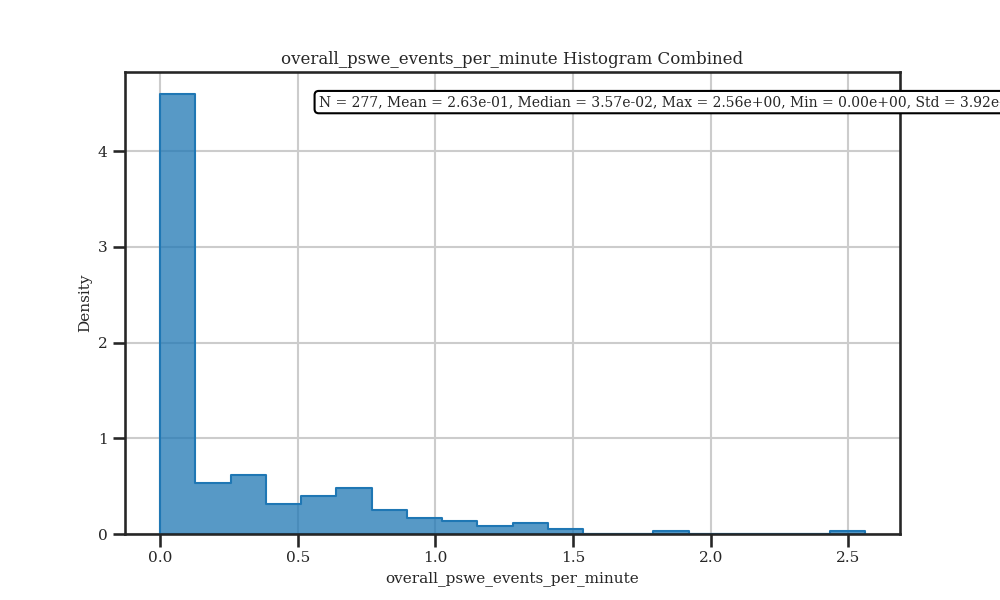 overall_pswe_events_per_minute Histogram Combined
N = 277, Mean = 2.63e-01, Median = 3.57e-02, Max = 2.56e+00, Min = 0.00e+00, Std = 3.92e
4
3
2
1
0
Density
0.0 0.5 1.0 1.5 2.0 2.5
overall_pswe_events_per_minute